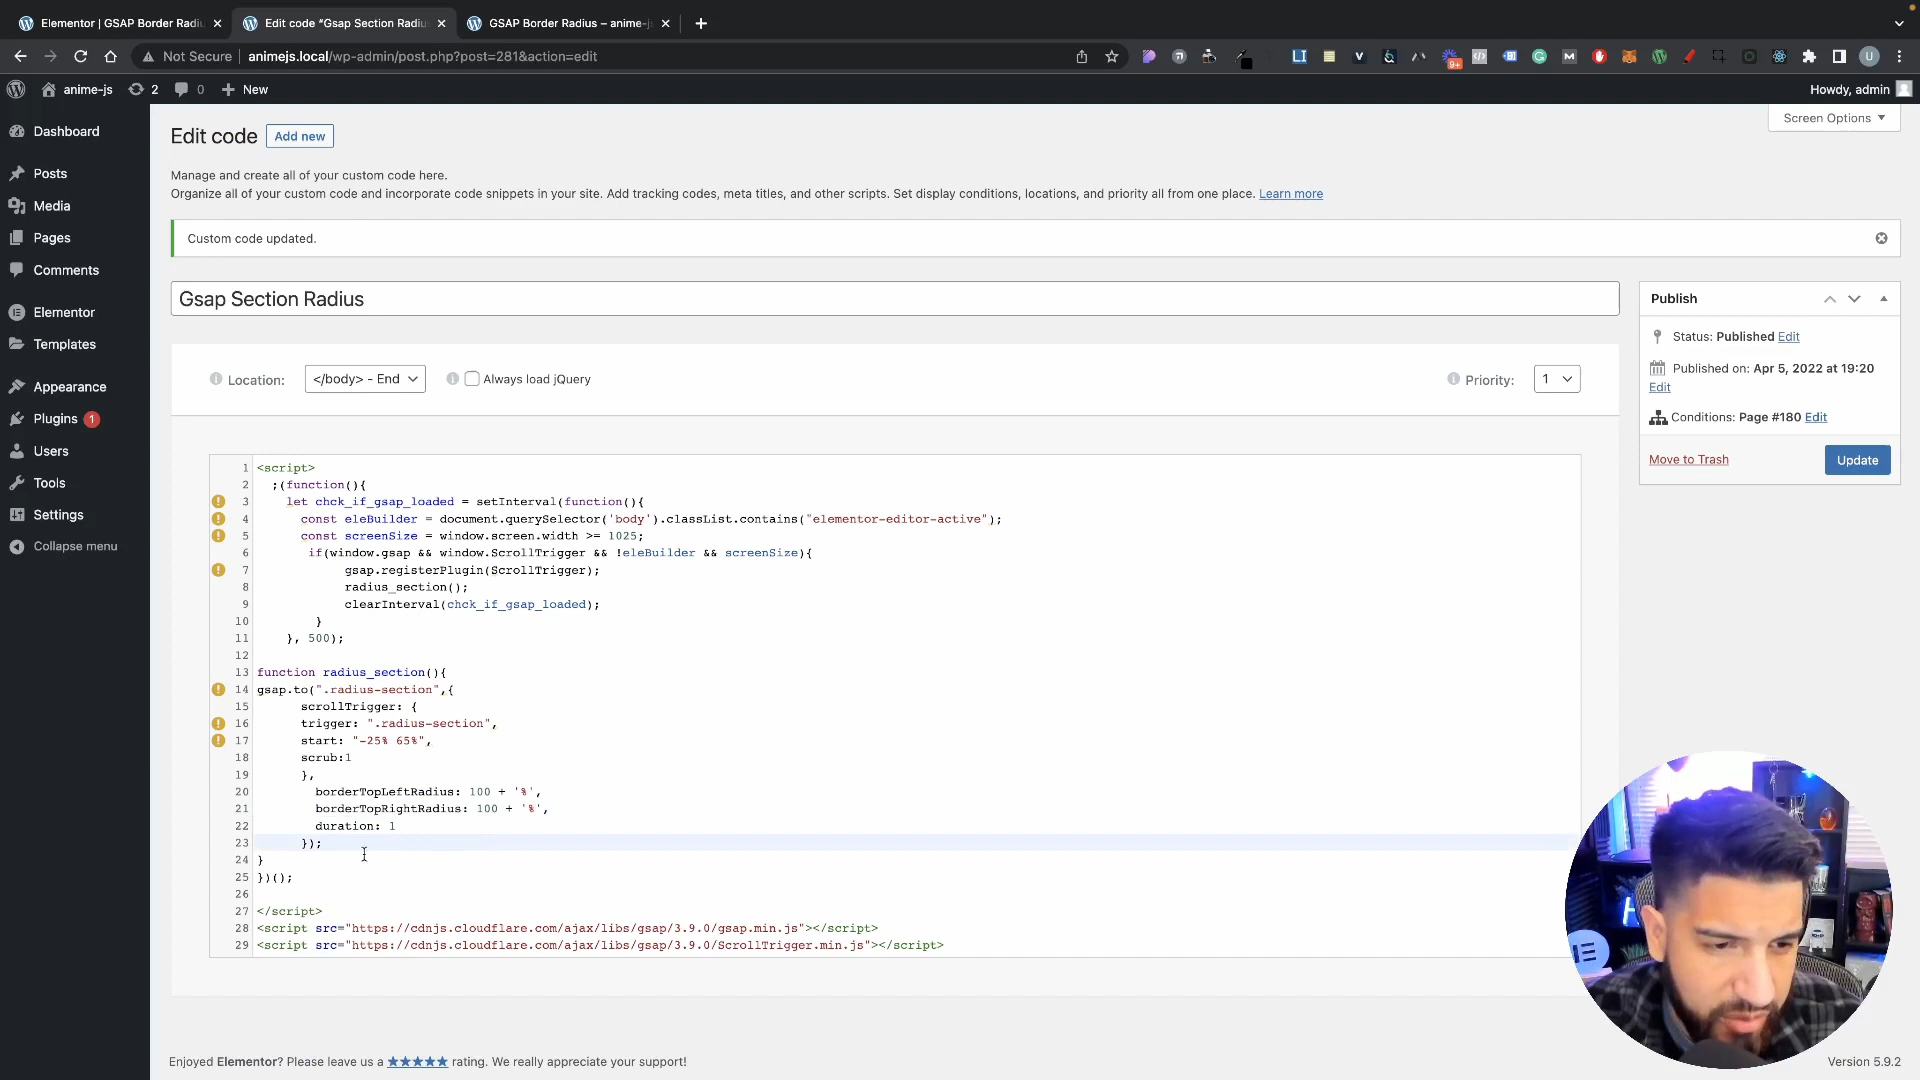 Elementor | GSAP Border Radiu
Edit code "Gsap Section Radiu
GSAP Border Radius – anime-j
Not Secure
animejs.local/wp-admin/post.php?post=281&action=edit
anime-js
2
0
New
Howdy, admin
Dashboard
Posts
Media
Pages
Comments
Elementor
Templates
Appearance
Plugins 1
Users
Tools
Settings
Collapse menu
Screen Options
Edit code
Add new
Manage and create all of your custom code here.
Organize all of your custom code and incorporate code snippets in your site. Add tracking codes, meta titles, and other scripts. Set display conditions, locations, and priority all from one place. Learn more
Custom code updated.
Gsap Section Radius
Location:
</body> - End
Always load jQuery
Priority:
1
1 <script>
2 ;(function(){
3 let chck_if_gsap_loaded = setInterval(function(){
4 const eleBuilder = document.querySelector('body').classList.contains("elementor-editor-active");
5 const screenSize = window.screen.width >= 1025;
6 if(window.gsap && window.ScrollTrigger && !eleBuilder && screenSize){
7 gsap.registerPlugin(ScrollTrigger);
8 radius_section();
9 clearInterval(chck_if_gsap_loaded);
10 }
11 }, 500);
12
13 function radius_section(){
14 gsap.to(".radius-section",{
15 scrollTrigger: {
16 trigger: ".radius-section",
17 start: "-25% 65%",
18 scrub:1
19 },
20 borderTopLeftRadius: 100 + '%',
21 borderTopRightRadius: 100 + '%',
22 duration: 1
23 });
24 }
25 })();
26
27 </script>
28 <script src="https://cdnjs.cloudflare.com/ajax/libs/gsap/3.9.0/gsap.min.js"></script>
29 <script src="https://cdnjs.cloudflare.com/ajax/libs/gsap/3.9.0/ScrollTrigger.min.js"></script>
Publish
Status: Published Edit
Published on: Apr 5, 2022 at 19:20
Edit
Conditions: Page #180 Edit
Move to Trash
Update
Enjoyed Elementor? Please leave us a ★★★★★ rating. We really appreciate your support!
Version 5.9.2